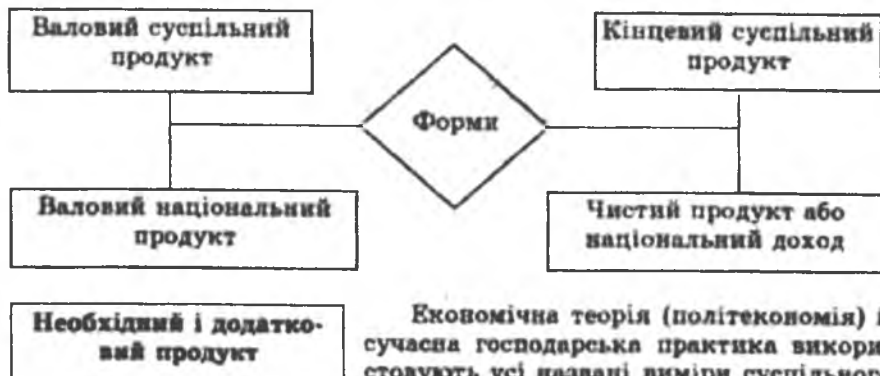 Валовий суспільний
продукт
Кінцевий суспільний
продукт
Форми
Валовий національний
продукт
Чистий продукт або
національний доход
Необхідний і додатко-
вий продукт
Економічна теорія (політекономія) і
сучасна господарська практика викори-
стовують усі названі виміри суспільного